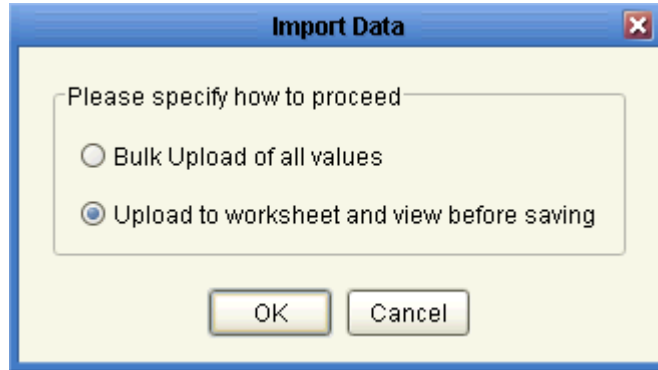 Import Data
Please specify how to proceed
Bulk Upload of all values
Upload to worksheet and view before saving
OK Cancel